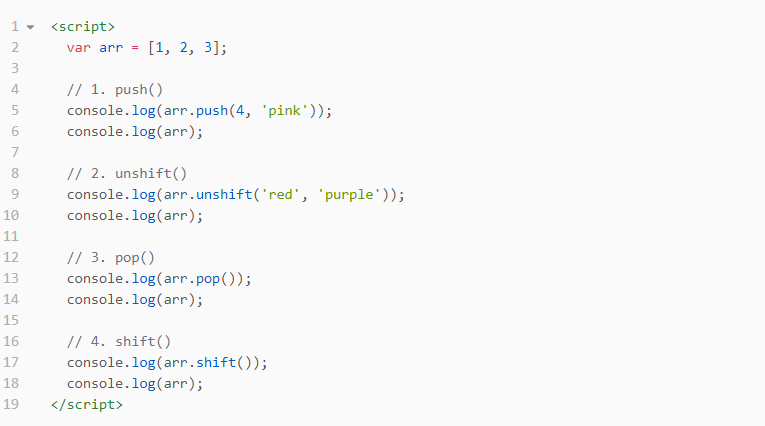 1 <script>
2 var arr = [1, 2, 3];
3
4 // 1. push()
5 console.log(arr.push(4, 'pink'));
6 console.log(arr);
7
8 // 2. unshift()
9 console.log(arr.unshift('red', 'purple'));
10 console.log(arr);
11
12 // 3. pop()
13 console.log(arr.pop());
14 console.log(arr);
15
16 // 4. shift()
17 console.log(arr.shift());
18 console.log(arr);
19 </script>